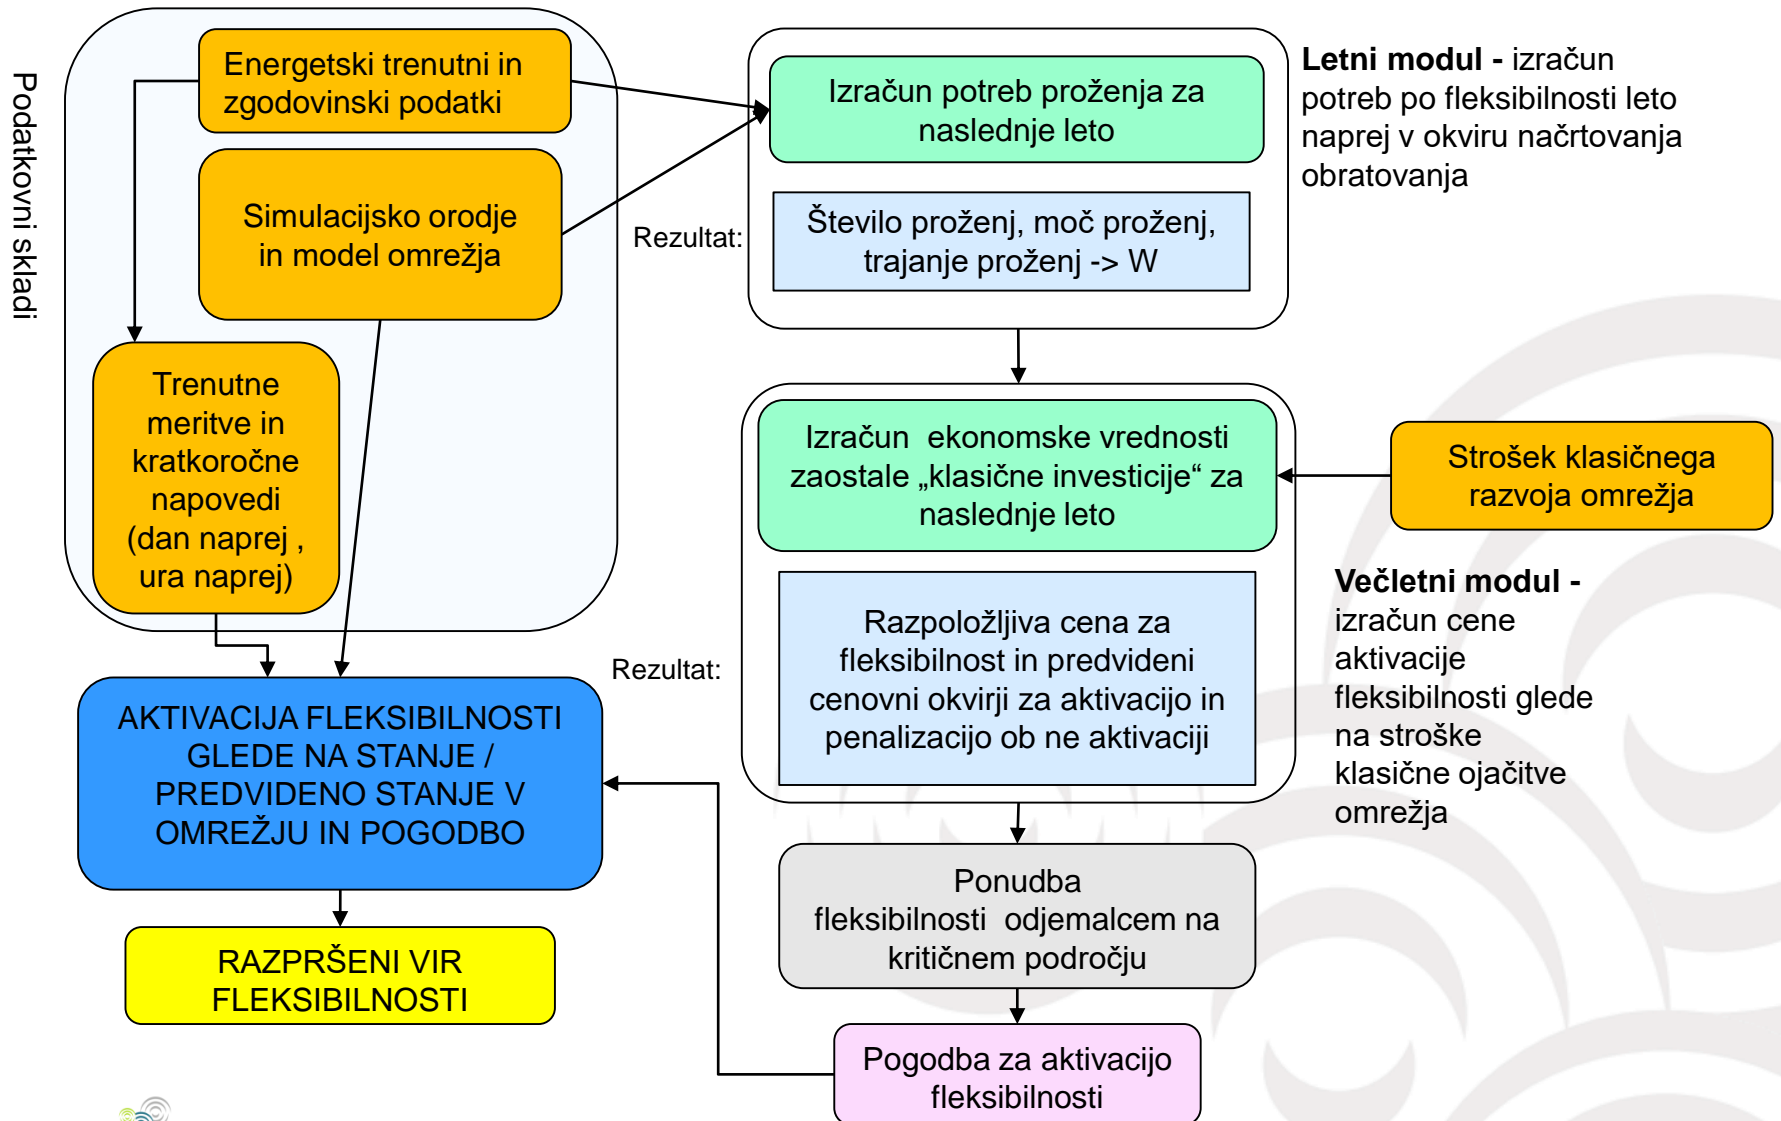 Podatkovni skladi
Energetski trenutni in
zgodovinski podatki
Simulacijsko orodje
in model omrežja
Trenutne
meritve in
kratkoročne
napovedi
(dan naprej ,
ura naprej)
AKTIVACIJA FLEKSIBILNOSTI
GLEDE NA STANJE /
PREDVIDENO STANJE V
OMREŽJU IN POGODBO
RAZPRŠENI VIR
FLEKSIBILNOSTI
Izračun potreb proženja za
naslednje leto
Rezultat:
Število proženj, moč proženj,
trajanje proženj -> W
Letni modul - izračun
potreb po fleksibilnosti leto
naprej v okviru načrtovanja
obratovanja
Izračun  ekonomske vrednosti
zaostale „klasične investicije“ za
naslednje leto
Strošek klasičnega
razvoja omrežja
Rezultat:
Razpoložljiva cena za
fleksibilnost in predvideni
cenovni okvirji za aktivacijo in
penalizacijo ob ne aktivaciji
Večletni modul -
izračun cene
aktivacije
fleksibilnosti glede
na stroške
klasične ojačitve
omrežja
Ponudba
fleksibilnosti  odjemalcem na
kritičnem področju
Pogodba za aktivacijo
fleksibilnosti